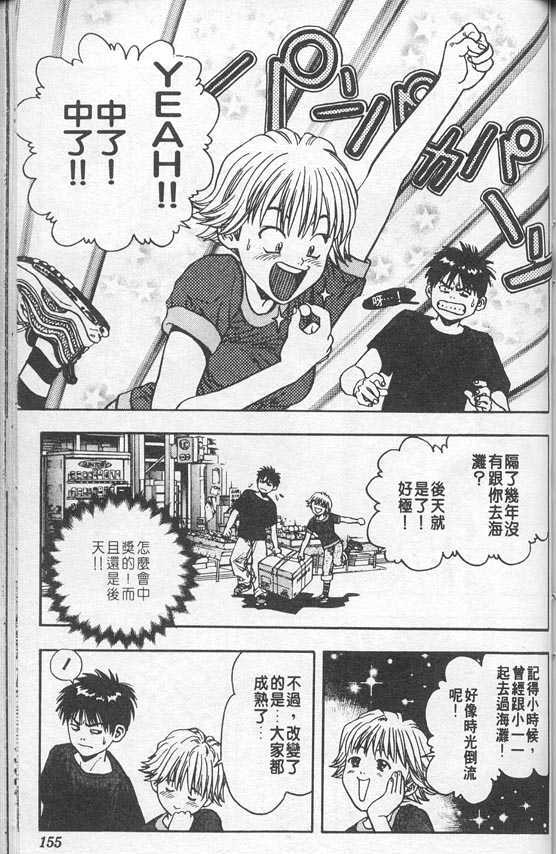 YEAH!!
中了！
中了!!
パンパカパーン
呀…！
隔了幾年沒
有跟你去海
灘？
後天就
是了！
好極！
怎麼會中
獎的！而
且還是後
天!!
記得小時候，
曾經跟小一一
起去過海灘！
好像時光倒流
呢！
不過，改變了
的是…大家都
成熟了…
！
155